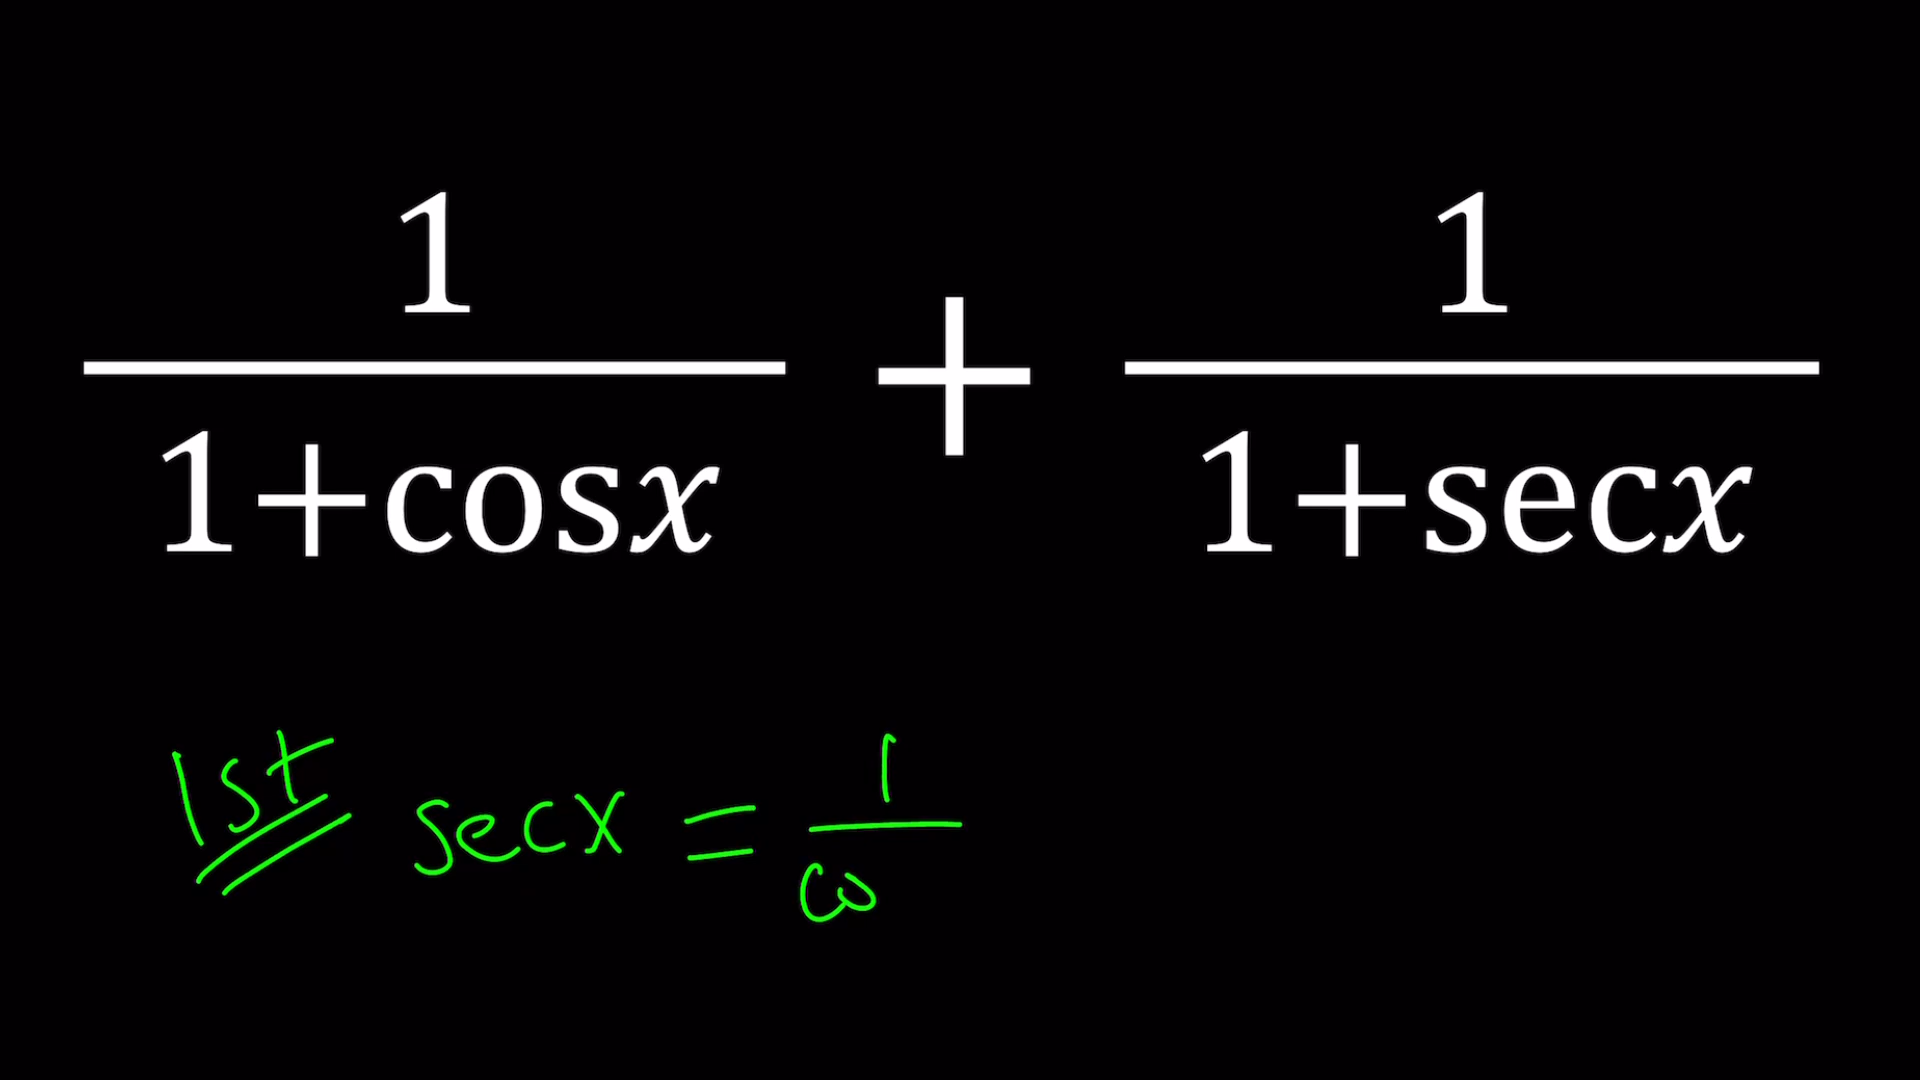 1 / (1+cosx) + 1 / (1+secx)
1st secx = 1 / co